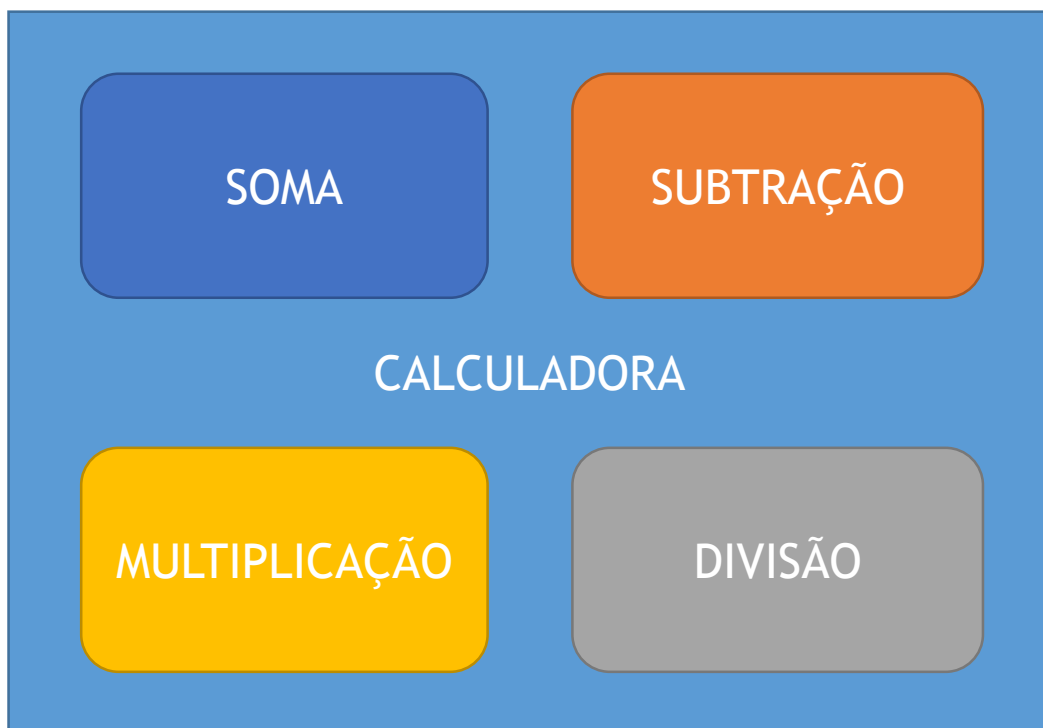 SOMA
SUBTRAÇÃO
CALCULADORA
MULTIPLICAÇÃO
DIVISÃO